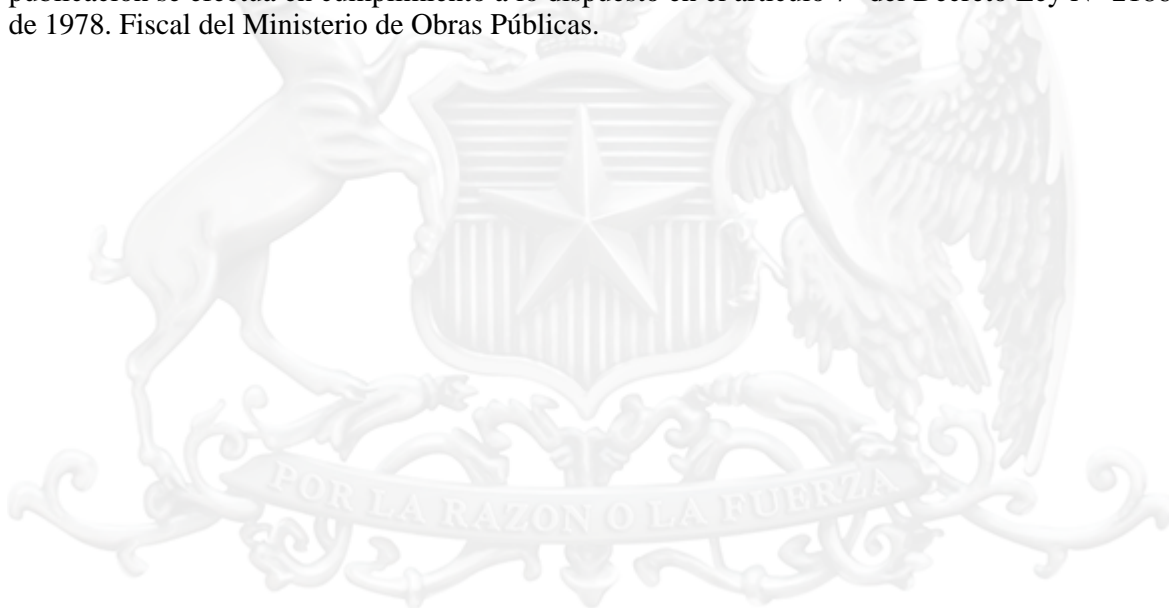 publicación se efectúa en cumplimiento a lo dispuesto en el artículo del Decreto Ley N°
de 1978. Fiscal del Ministerio de Obras Públicas.
POR LA RAZON O LA FUERZA